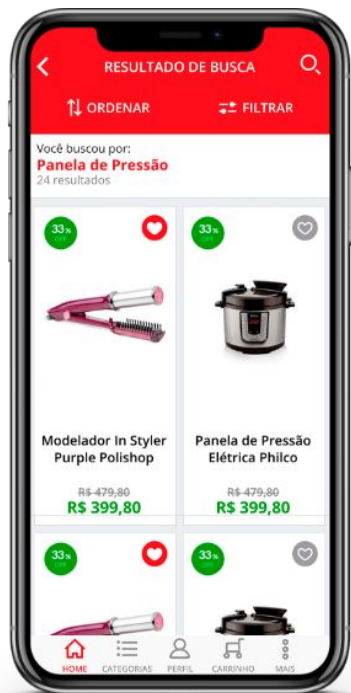 RESULTADO DE BUSCA
ORDENAR
FILTRAR
Você buscou por:
Panela de Pressão
24 resultados
33%
OFF
33%
OFF
Modelador In Styler
Purple Polishop
R$ 479,80
R$ 399,80
Panela de Pressão
Elétrica Philco
R$ 479,80
R$ 399,80
33%
OFF
33%
OFF
HOME
CATEGORIAS
PERFIL
CARRINHO
MAIS